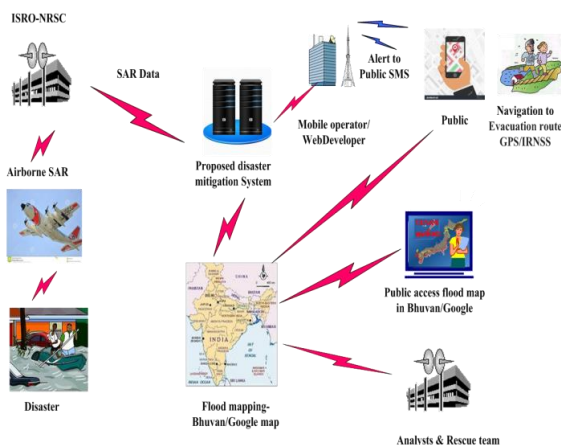 ISRO-NRSC
SAR Data
Alert to
Public SMS
Mobile operator/
WebDeveloper
Public
Navigation to
Evacuation route
GPS/IRNSS
Proposed disaster
mitigation System
Airborne SAR
Disaster
INDIA
Flood mapping-
Bhuvan/Google map
Public access flood map
in Bhuvan/Google
Analysts & Rescue team